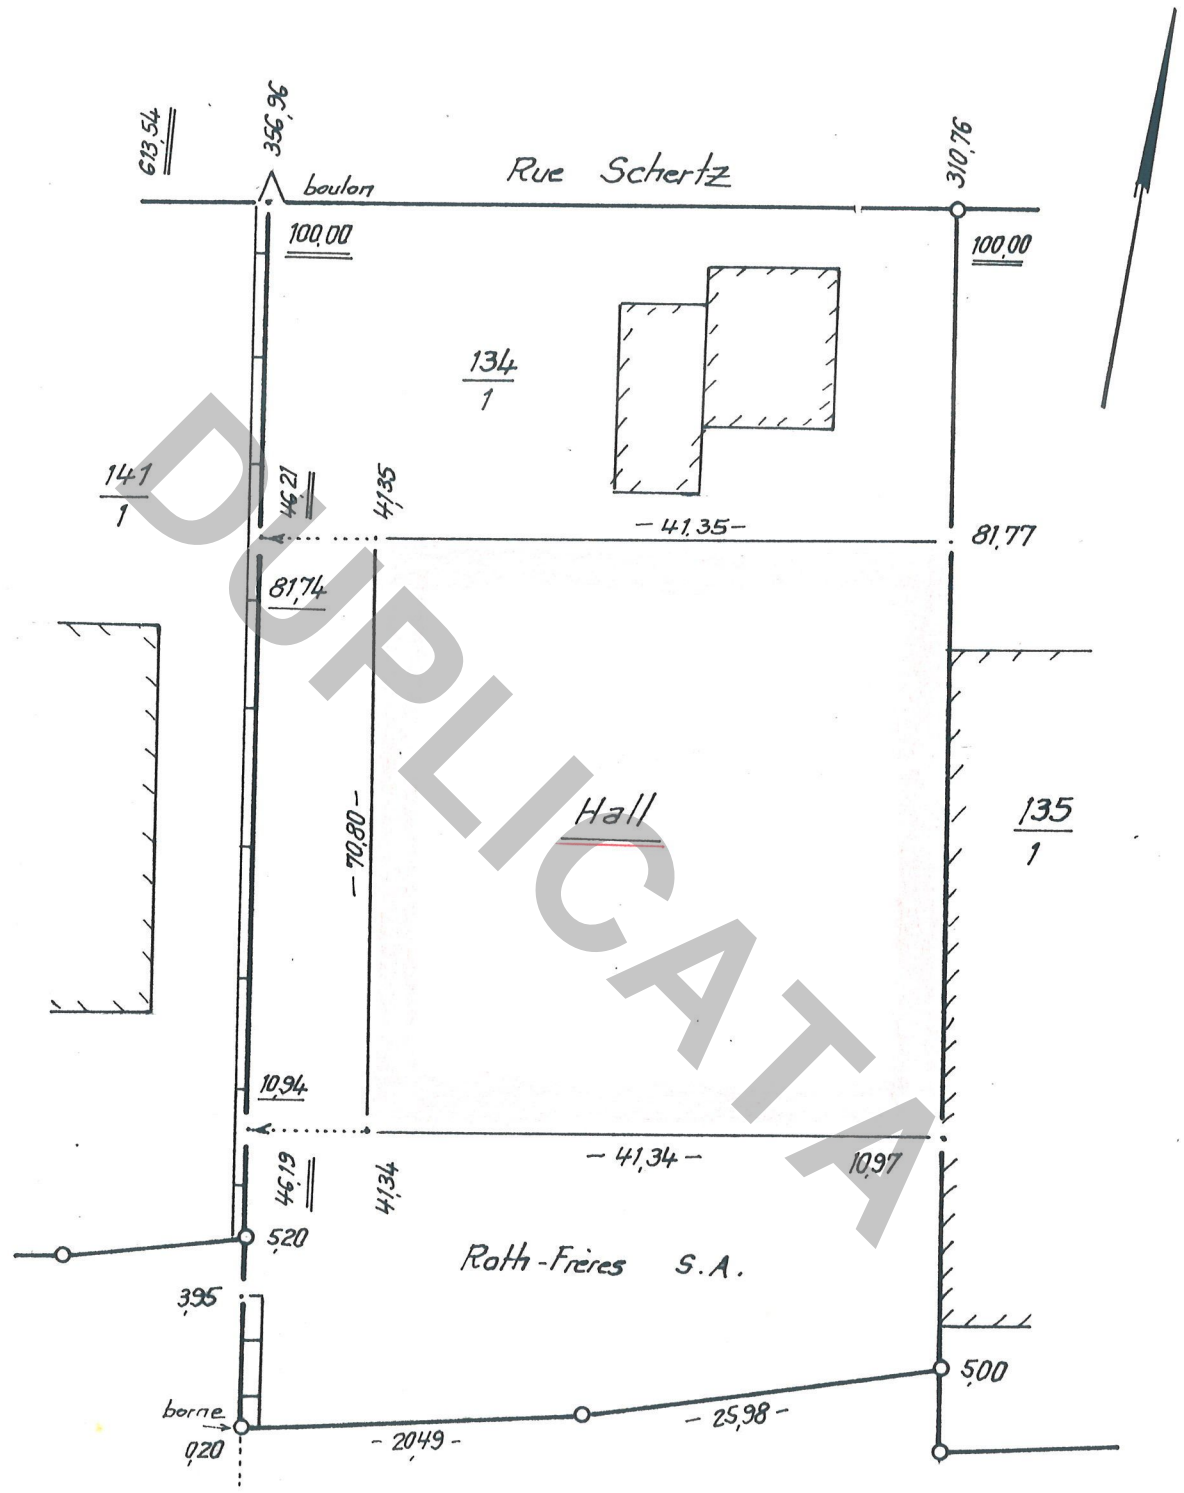 613,54
356,96
310,76
Rue Schertz
boulon
100,00
100,00
134
1
141
1
46,21
41,35
- 41,35 -
81,77
81,74
Hall
- 70,80 -
135
1
10,94
46,19
41,34
- 41,34 -
10,97
5,20
Roth-Frères S.A.
3,95
5,00
borne
0,20
- 20,49 -
- 25,98 -
DUPLICATA